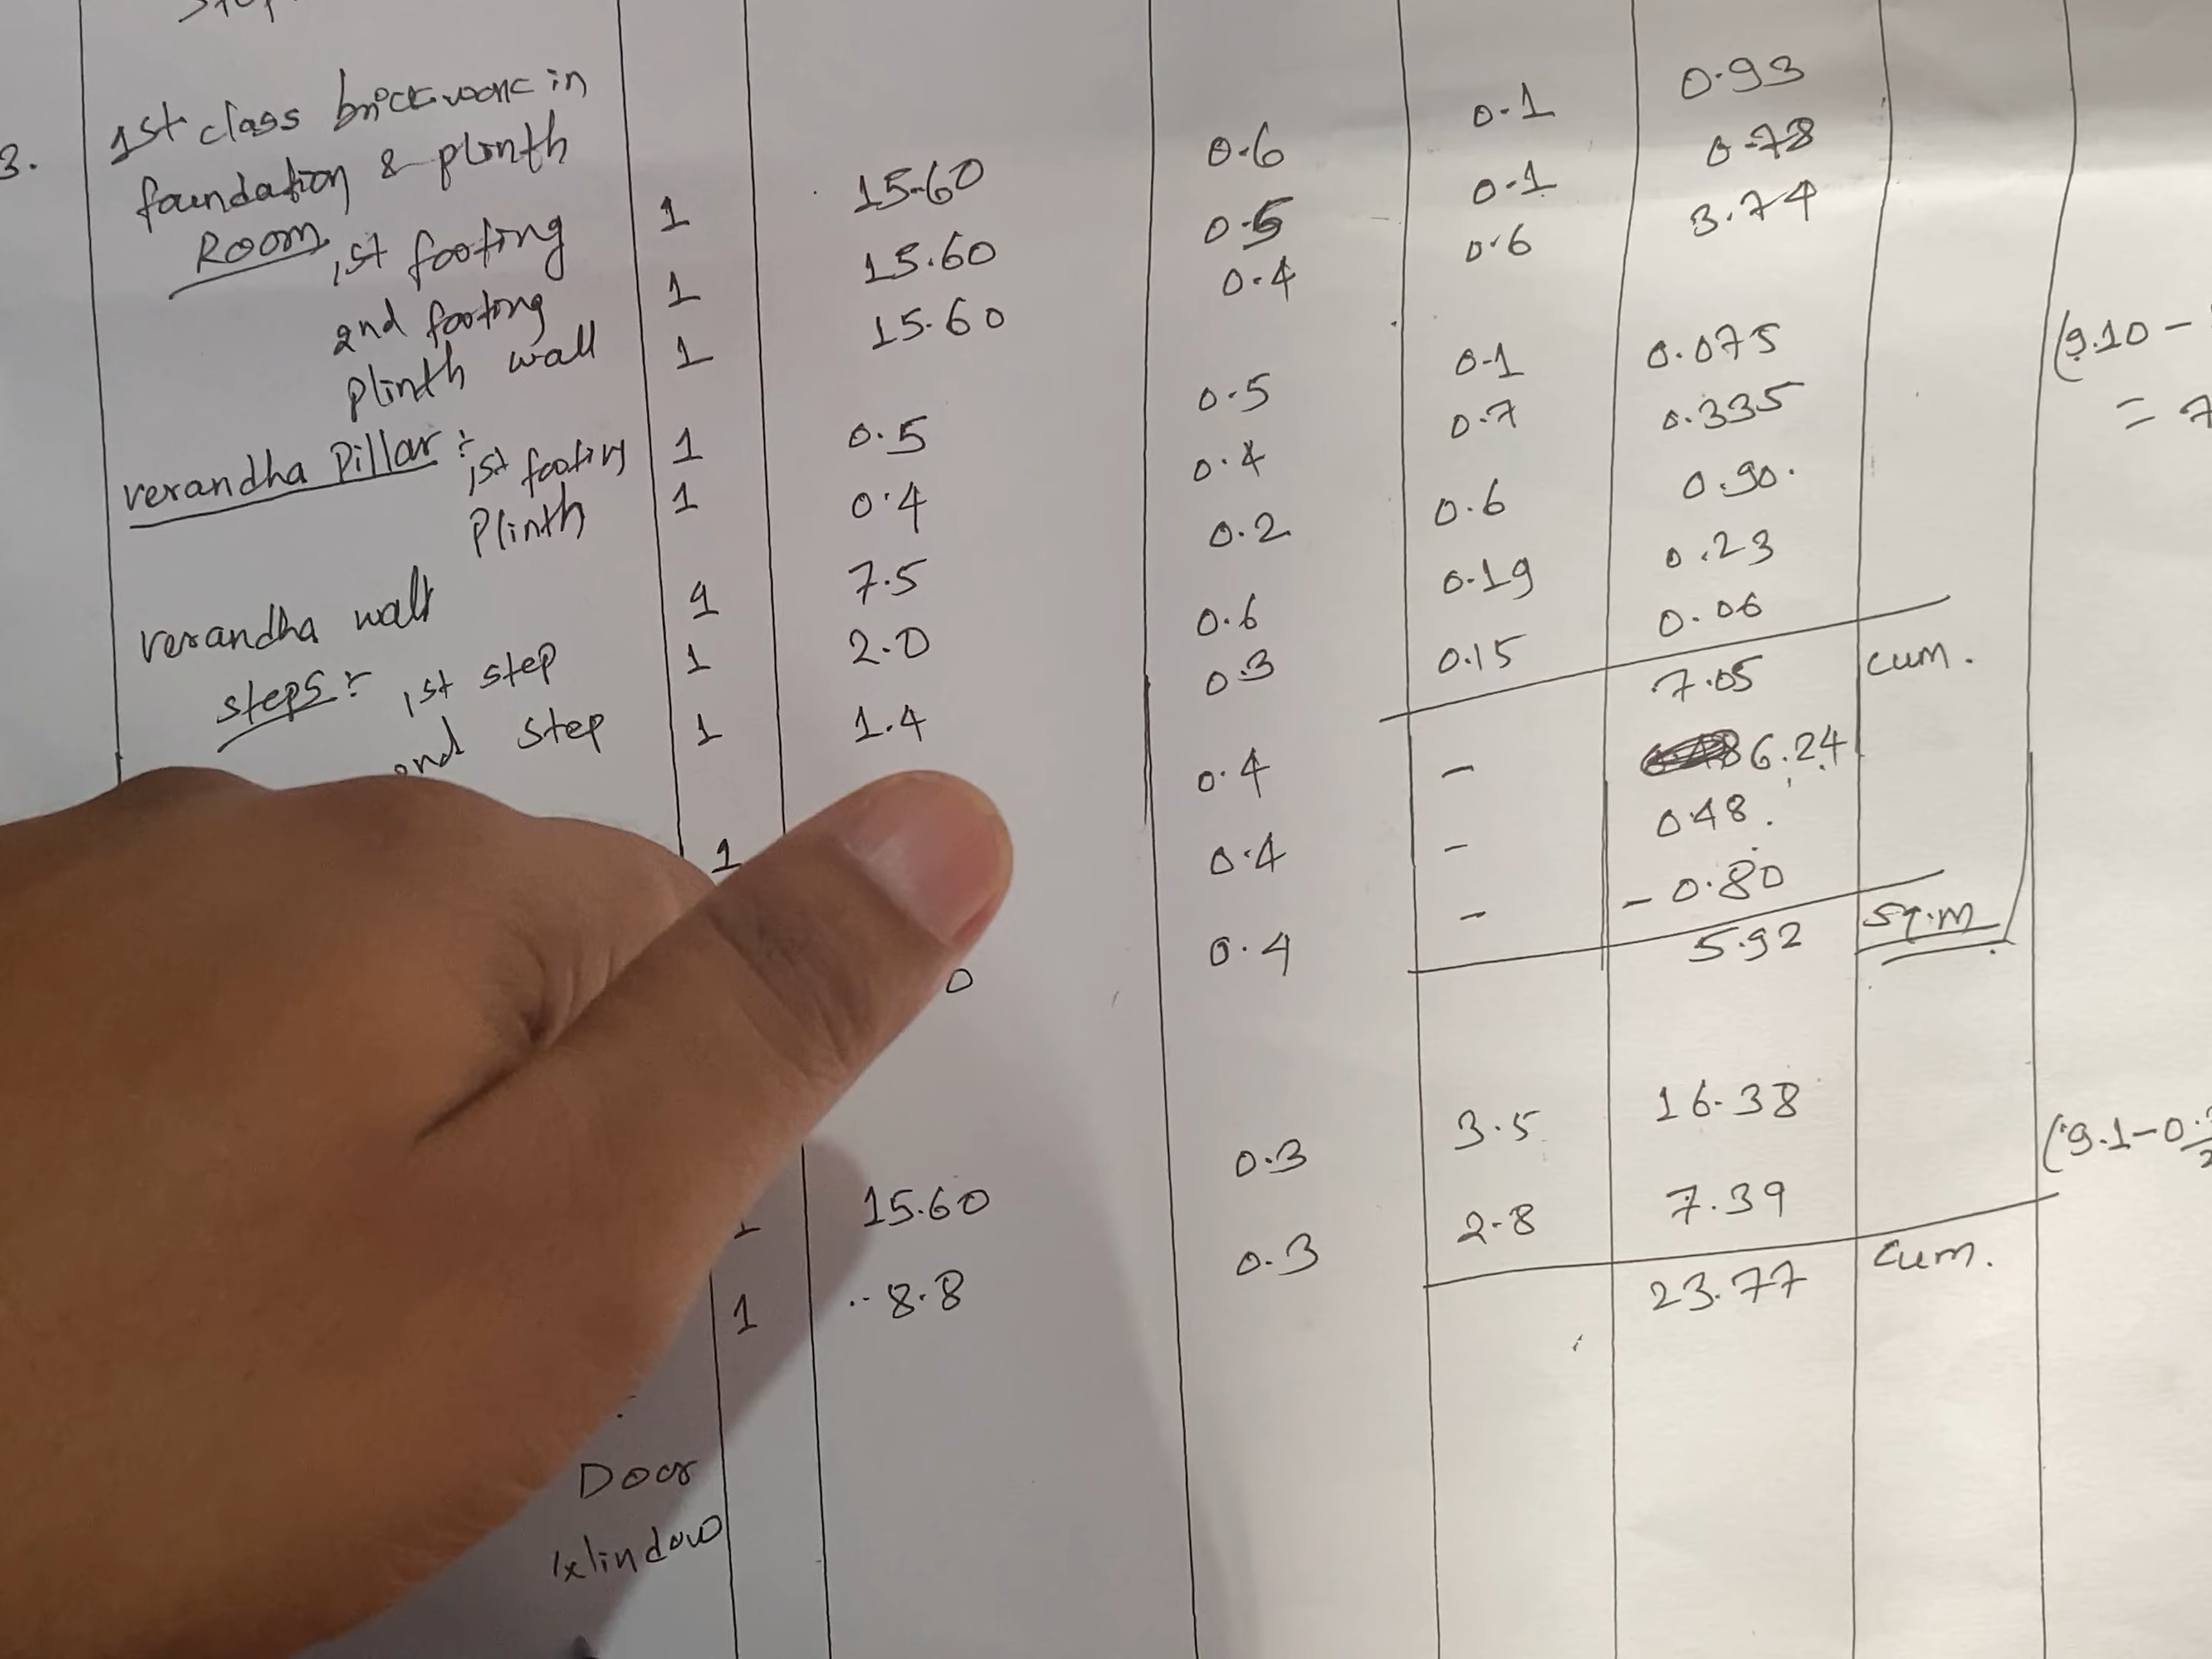 3. 1st class brickwork in
foundation & plinth
ROOM 1st footing 1 15.60 0.6 0.1 0.93
2nd footing 1 15.60 0.5 0.1 0.78
Plinth wall 1 15.60 0.4 0.6 3.74
verandha Pillar :- 1st footing 1 0.5 0.5 0.1 0.075
Plinth 1 0.4 0.4 0.7 0.335
verandha wall 1 7.5 0.2 0.6 0.90.
steps :- 1st step 1 2.0 0.6 0.19 0.23
2nd step 1 1.4 0.3 0.15 0.06
7.05 cum.
1 0.4 - 6.24
0.4 - 0.48.
0 0.4 - - 0.80
5.92 sq.m
1 15.60 0.3 3.5 16.38
1 8.8 0.3 2.8 7.39
23.77 cum.
Door
Window
(9.10 -
= 7
(9.1-0.
2